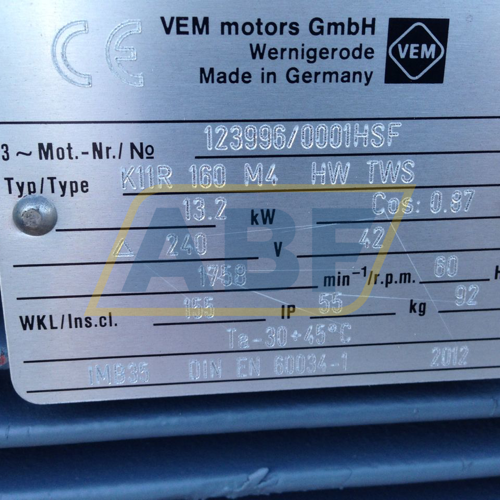 CE
VEM motors GmbH
Wernigerode
Made in Germany
VEM
3 ~ Mot.-Nr./ № 123996/0001HSF
Typ/Type K11R 160 M4 HW TWS
13.2 kW Cos: 0.87
△ 240 V 42
1758 min⁻¹/r.p.m. 60 H
WKL/Ins.cl. 155 IP 55 kg 92
Ta-30+45°C
IMB35 DIN EN 60034-1 2012
ABF